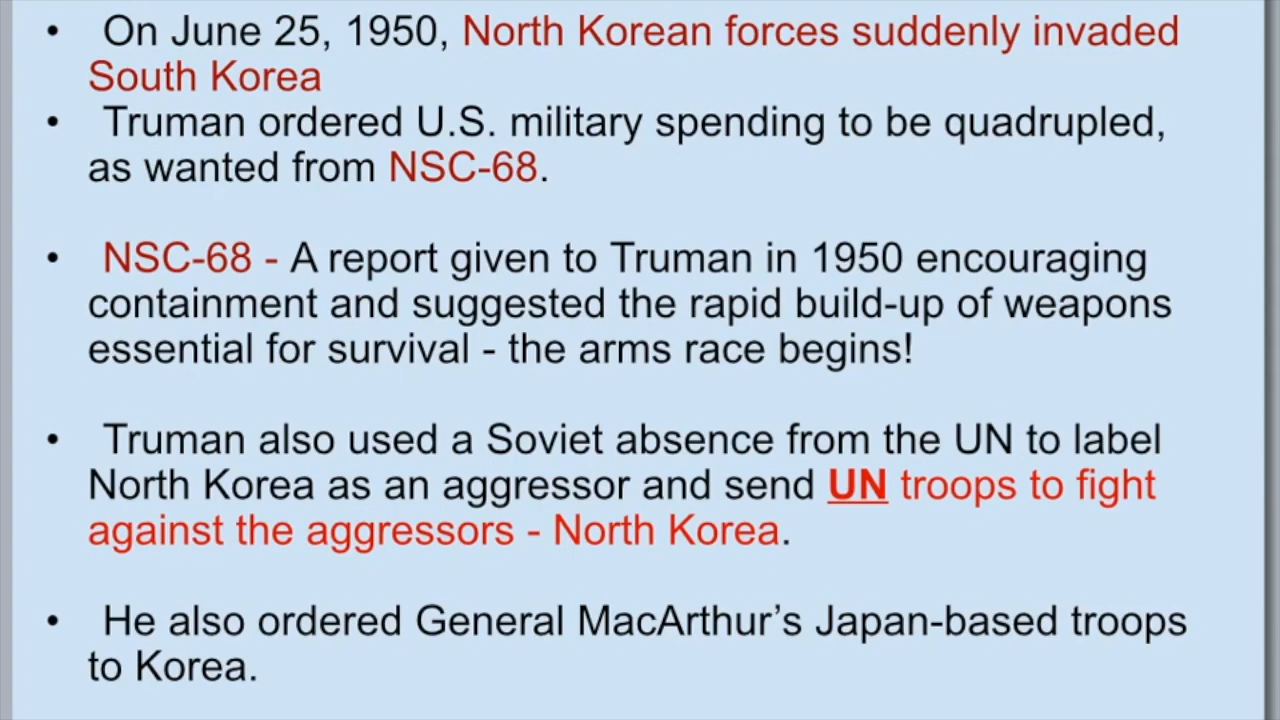 • On June 25, 1950, North Korean forces suddenly invaded
South Korea
• Truman ordered U.S. military spending to be quadrupled,
as wanted from NSC-68.
• NSC-68 - A report given to Truman in 1950 encouraging
containment and suggested the rapid build-up of weapons
essential for survival - the arms race begins!
• Truman also used a Soviet absence from the UN to label
North Korea as an aggressor and send UN troops to fight
against the aggressors - North Korea.
• He also ordered General MacArthur’s Japan-based troops
to Korea.